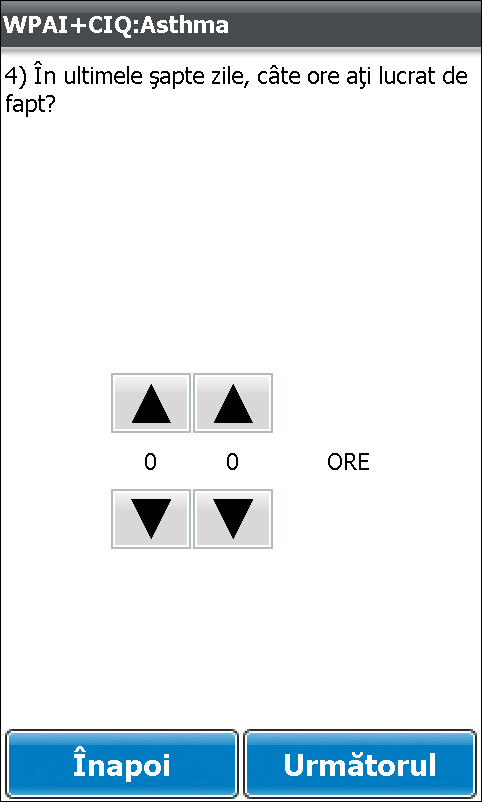 WPAI+CIQ:Asthma
4) În ultimele şapte zile, câte ore aţi lucrat de
fapt?
0 0 ORE
Înapoi Următorul